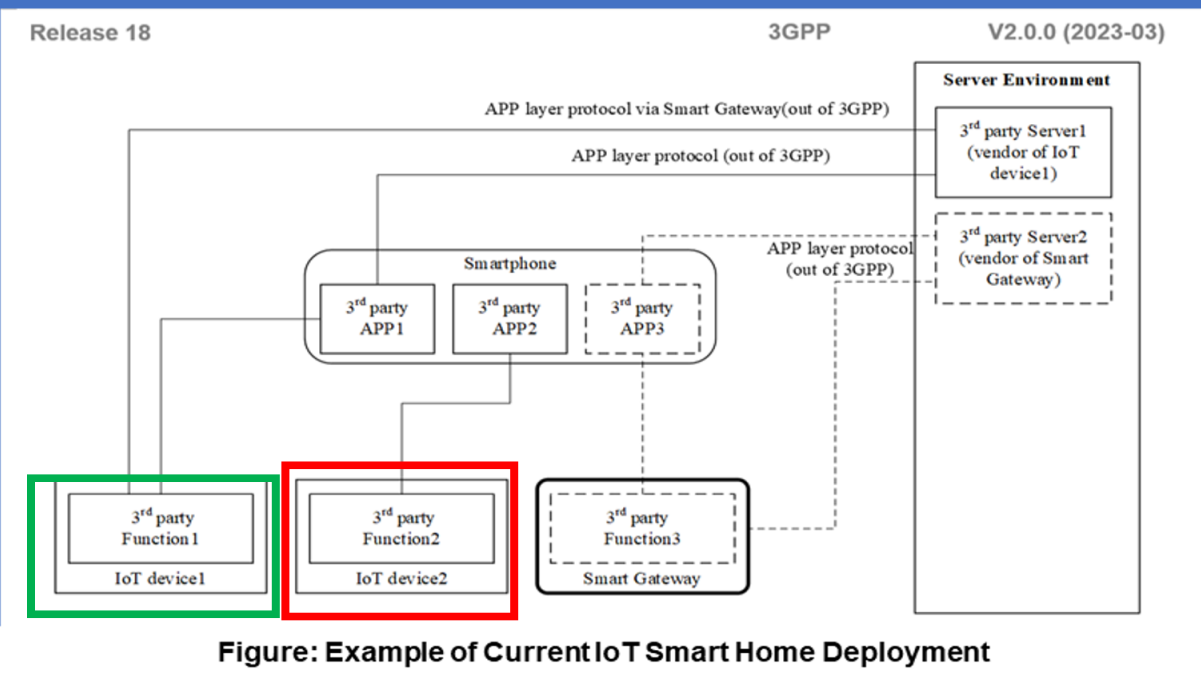 Release 18 3GPP V2.0.0 (2023-03)
Server Environment
APP layer protocol via Smart Gateway(out of 3GPP)
3rd party Server1
(vendor of IoT
device1)
APP layer protocol (out of 3GPP)
3rd party Server2
(vendor of Smart
Gateway)
APP layer protocol
(out of 3GPP)
Smartphone
3rd party
APP1
3rd party
APP2
3rd party
APP3
3rd party
Function1
IoT device1
3rd party
Function2
IoT device2
3rd party
Function3
Smart Gateway
Figure: Example of Current IoT Smart Home Deployment